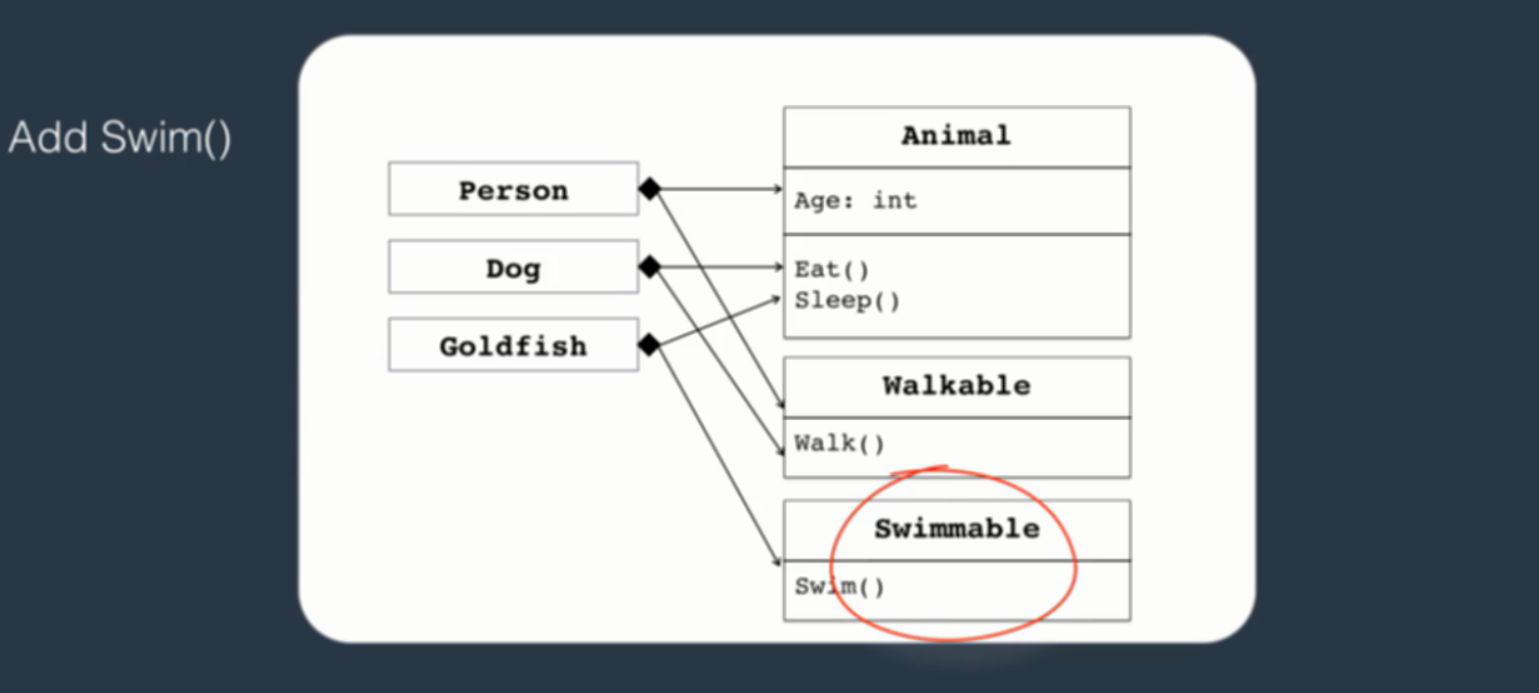 Add Swim()
Person
Dog
Goldfish
Animal
Age: int
Eat()
Sleep()
Walkable
Walk()
Swimmable
Swim()